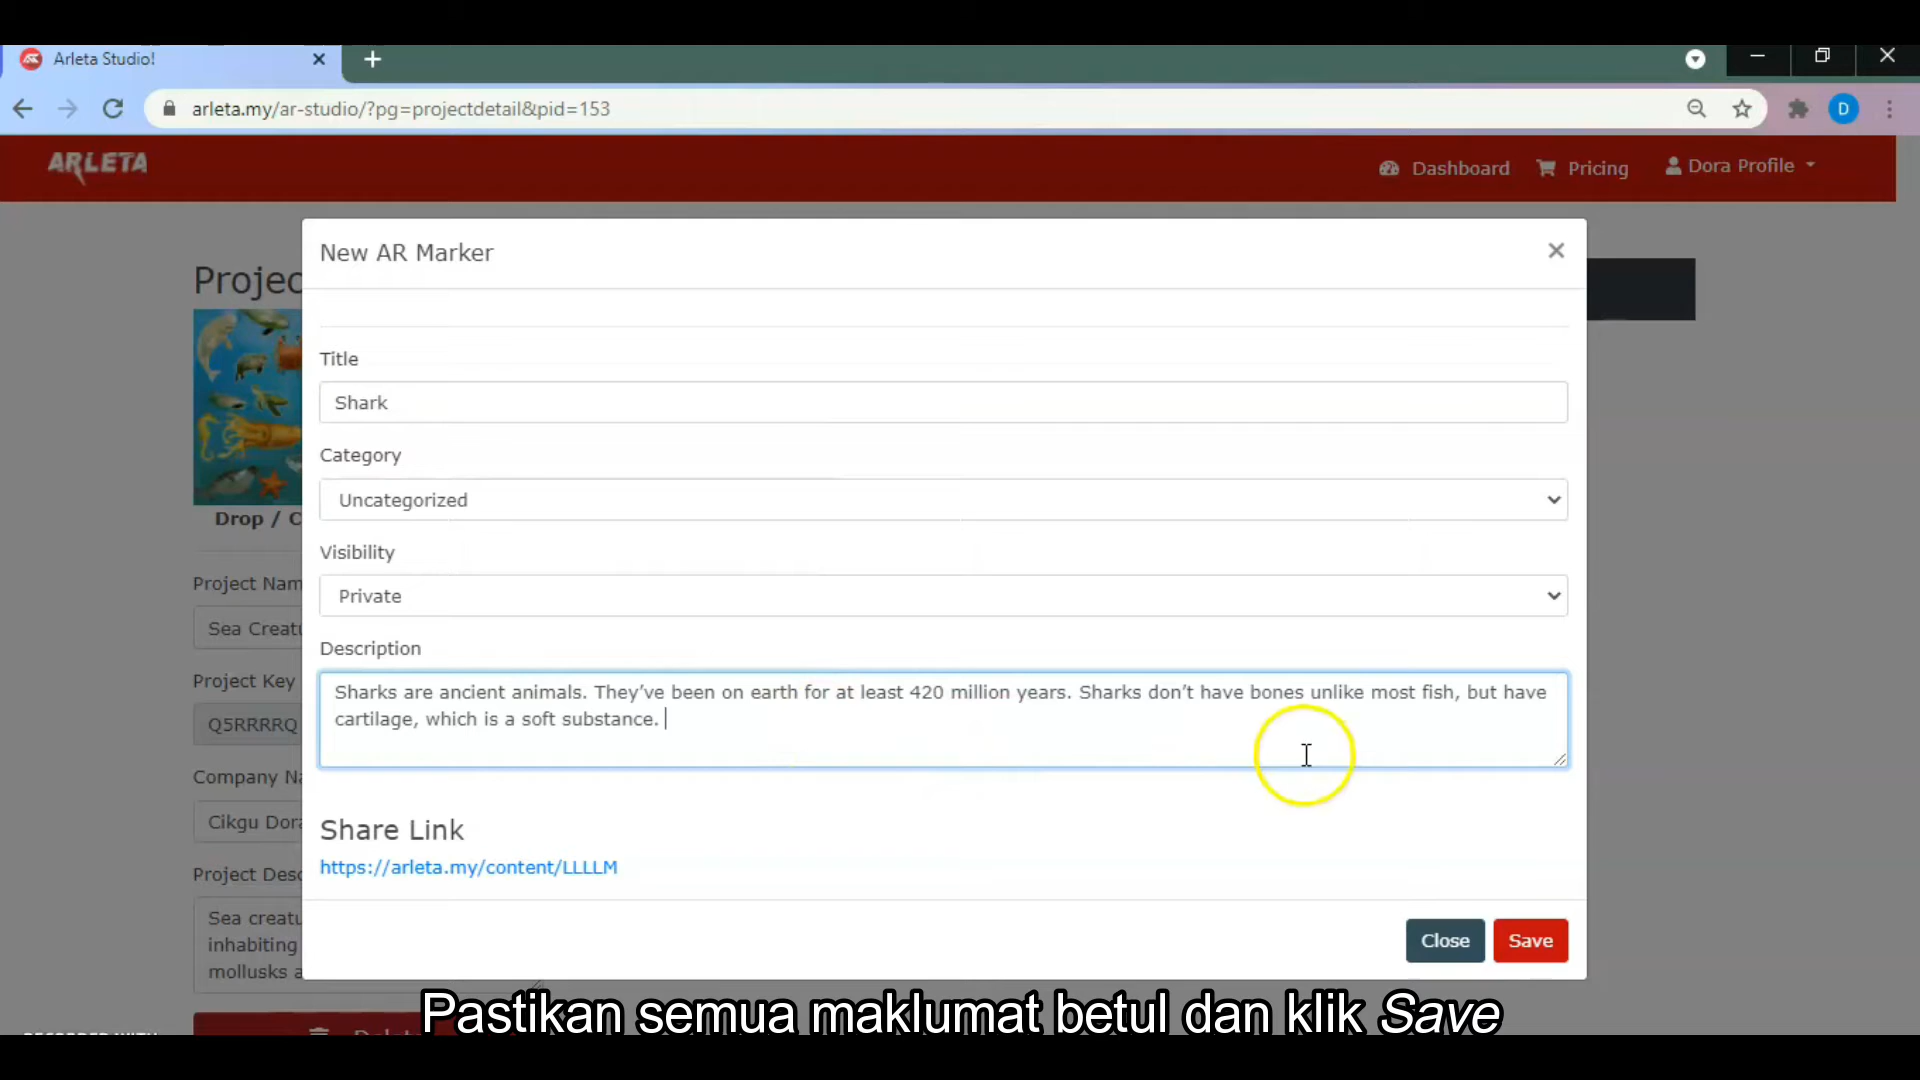 Arleta Studio!
arleta.my/ar-studio/?pg=projectdetail&pid=153
D
ARLETA
Dashboard
Pricing
Dora Profile
New AR Marker
Projec
Title
Shark
Category
Uncategorized
Drop / C
Visibility
Project Nam
Private
Sea Creatu
Description
Project Key
Sharks are ancient animals. They’ve been on earth for at least 420 million years. Sharks don’t have bones unlike most fish, but have
cartilage, which is a soft substance.
Q5RRRRQ
Company Na
Cikgu Dora
Share Link
https://arleta.my/content/LLLLM
Project Desc
Sea creatu
inhabiting
mollusks a
Close
Save
Pastikan semua maklumat betul dan klik Save